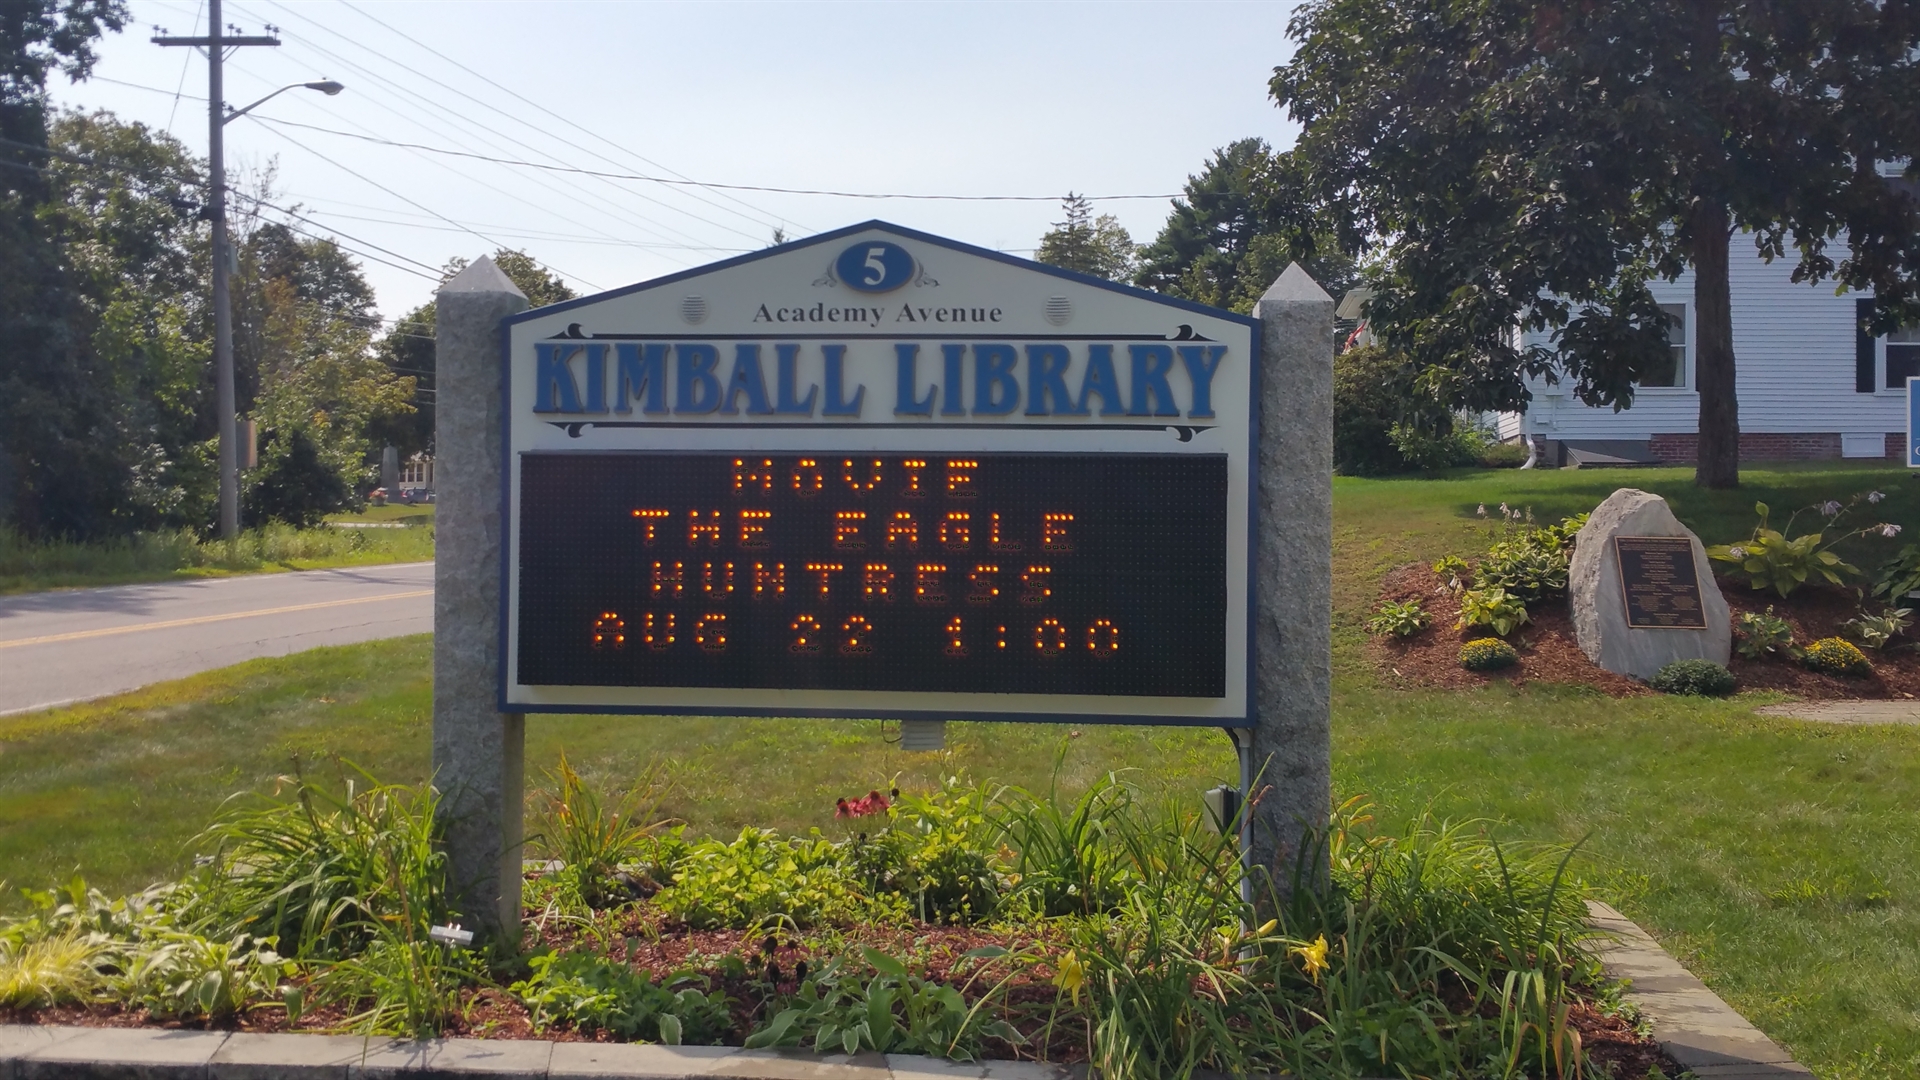 5
Academy Avenue
KIMBALL LIBRARY
MOVIE
THE EAGLE
HUNTRESS
AUG 22 1:00